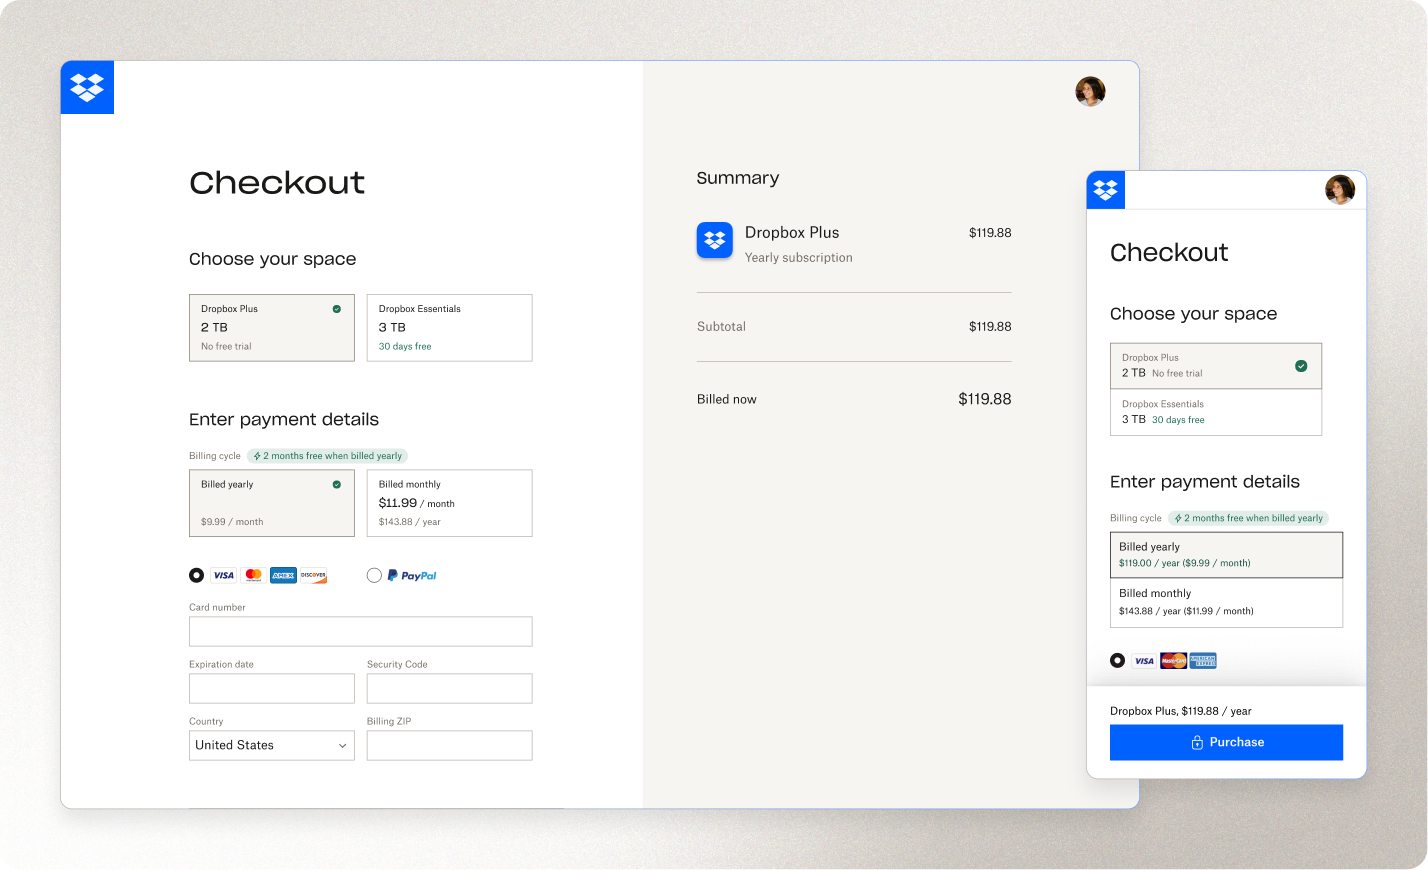 Checkout
Choose your space
Dropbox Plus
2 TB
No free trial
Dropbox Essentials
3 TB
30 days free
Enter payment details
Billing cycle 2 months free when billed yearly
Billed yearly
$9.99 / month
Billed monthly
$11.99 / month
$143.88 / year
VISA mastercard AMEX DISCOVER PayPal
Card number
Expiration date
Security Code
Country
United States
Billing ZIP
Summary
Dropbox Plus $119.88
Yearly subscription
Subtotal $119.88
Billed now $119.88
Checkout
Choose your space
Dropbox Plus
2 TB No free trial
Dropbox Essentials
3 TB 30 days free
Enter payment details
Billing cycle 2 months free when billed yearly
Billed yearly
$119.00 / year ($9.99 / month)
Billed monthly
$143.88 / year ($11.99 / month)
VISA MasterCard AMERICAN EXPRESS
Dropbox Plus, $119.88 / year
Purchase